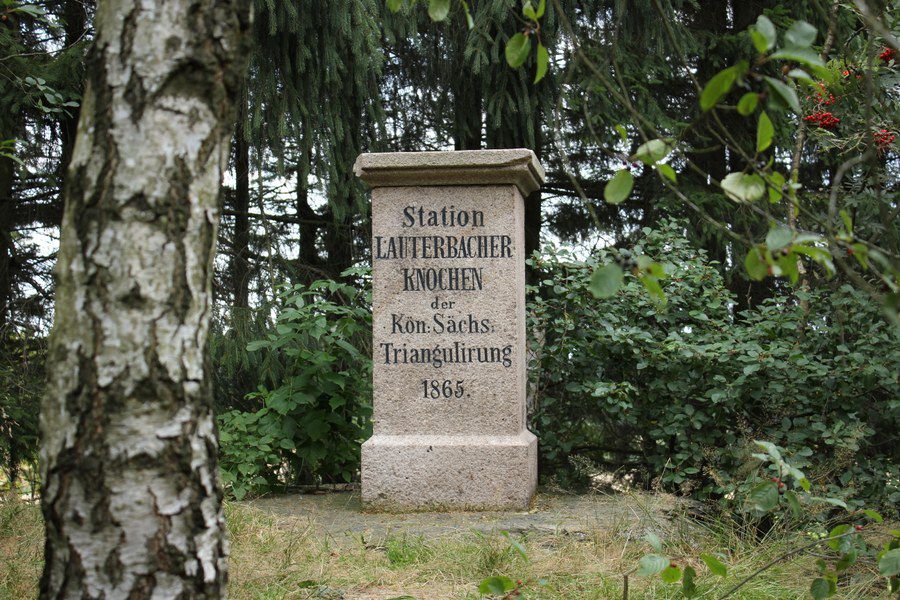 Station
LAUTERBACHER
KNOCHEN
der
Kön: Sächs:
Triangulirung
1865.